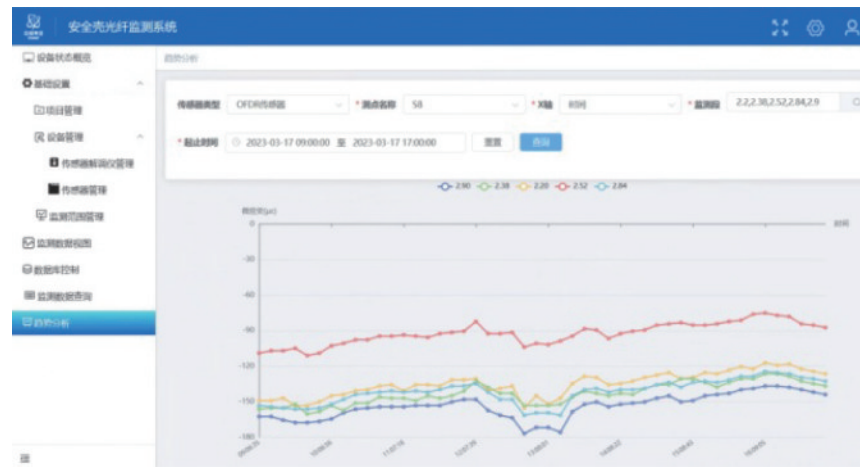 安全壳光纤监测系统
设备状态概览
趋势分析
基础设置
项目管理
设备管理
传感器解调仪管理
传感器管理
监测范围管理
监测数据视图
数据库控制
监测数据查询
趋势分析
传感器类型 OFDR传感器 * 测点名称 S8 * X轴 时间 * 监测段 2.2,2.38,2.52,2.84,2.9
* 起止时间 2023-03-17 09:00:00 至 2023-03-17 17:00:00 重置 查询
2.90 2.38 2.20 2.52 2.84
微应变(με)
0 时间
-30
-60
-90
-120
-150
-180